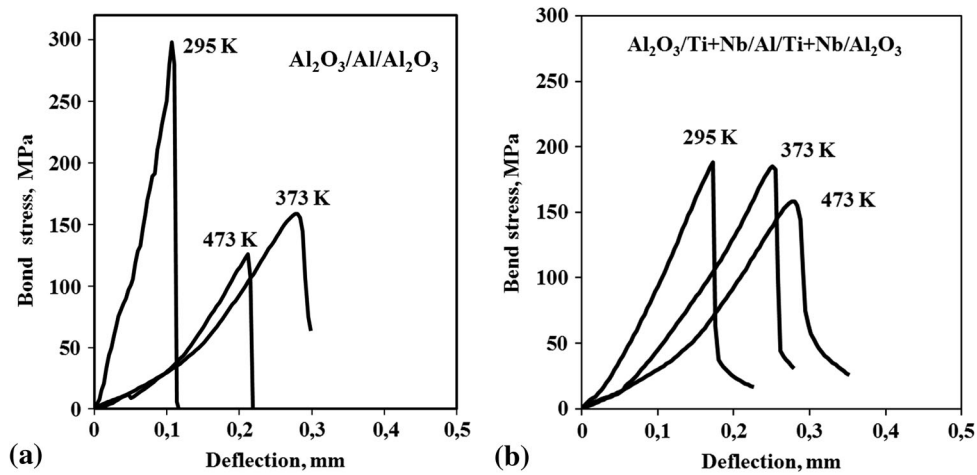 300
250
200
150
100
50
0
Bond stress, MPa
295 K
Al₂O₃/Al/Al₂O₃
373 K
473 K
0
0,1
0,2
0,3
0,4
0,5
Deflection, mm
(a)
300
250
200
150
100
50
0
Bend stress, MPa
Al₂O₃/Ti+Nb/Al/Ti+Nb/Al₂O₃
295 K
373 K
473 K
0
0,1
0,2
0,3
0,4
0,5
Deflection, mm
(b)